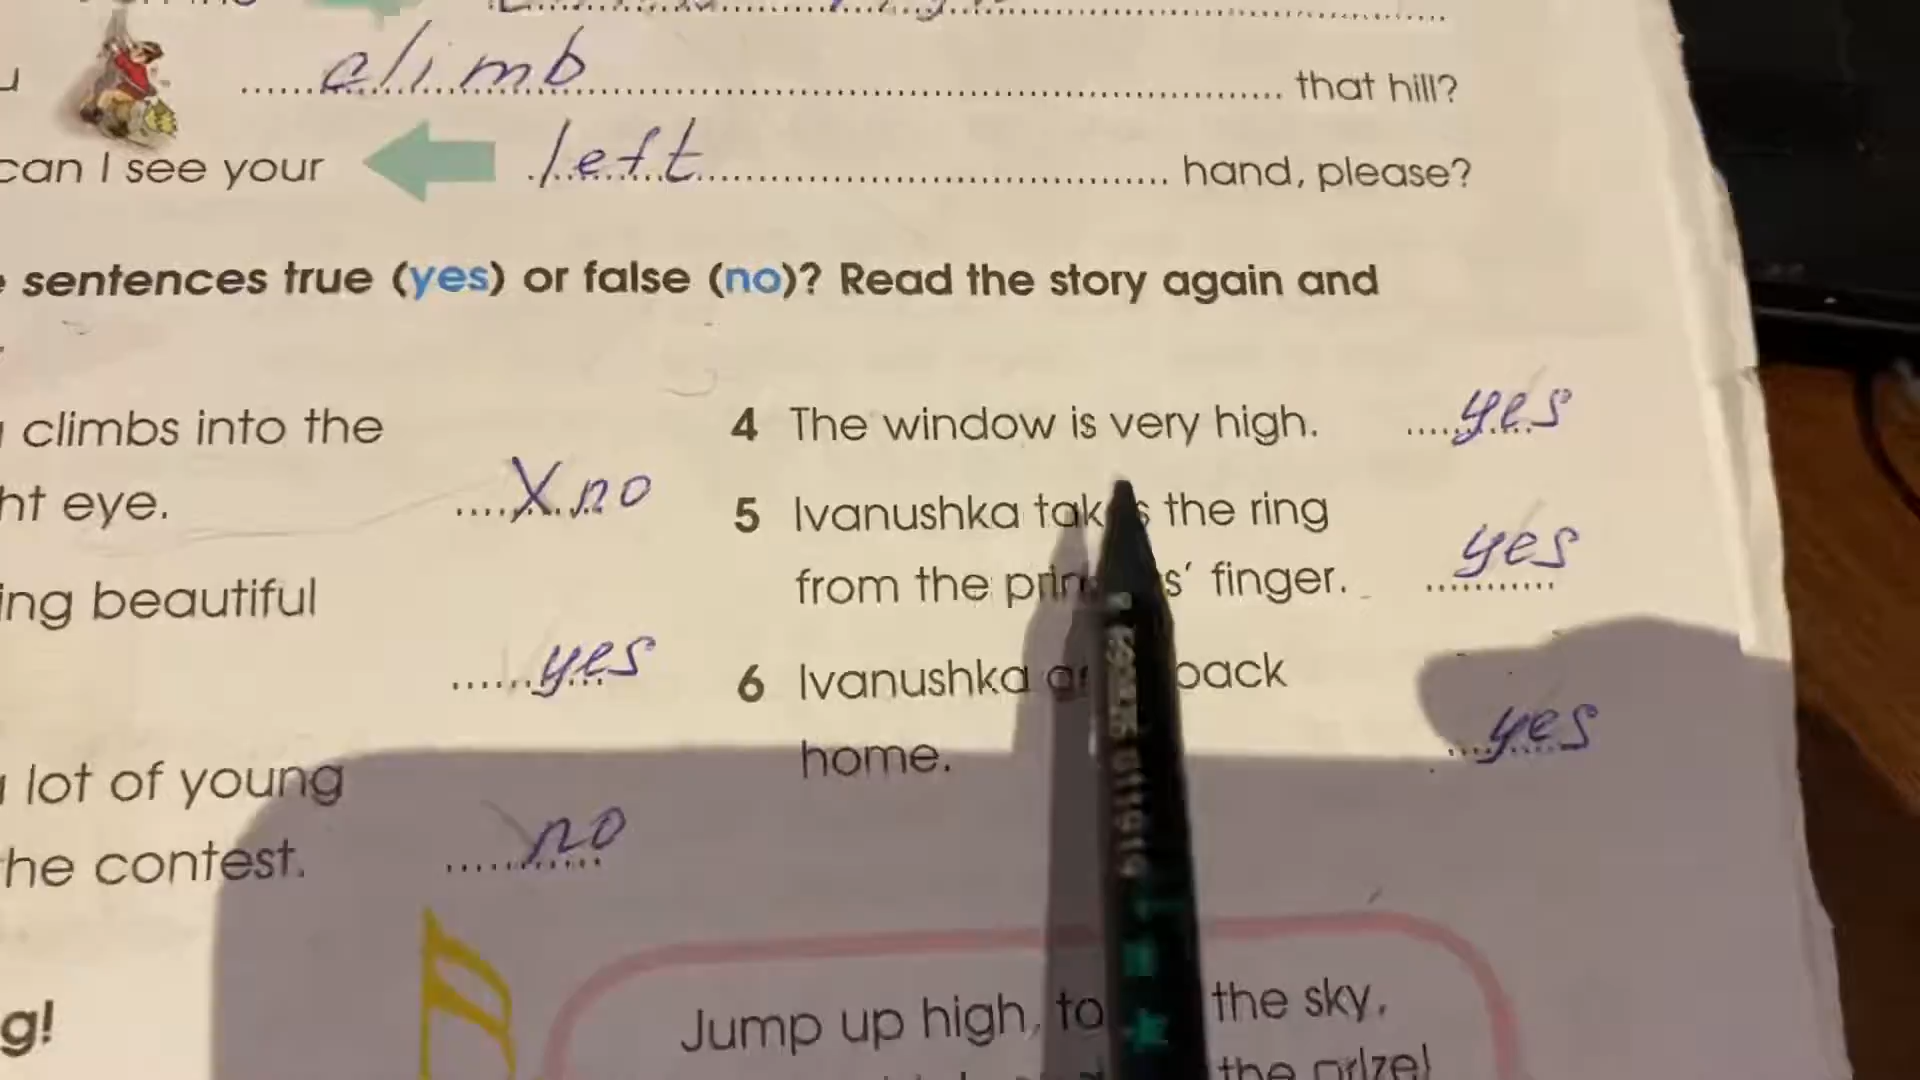 climb that hill?
can I see your left hand, please?
sentences true (yes) or false (no)? Read the story again and
climbs into the
ht eye. X no
ing beautiful
yes
lot of young
he contest. no
4 The window is very high. yes
5 Ivanushka the ring
from the finger. yes
6 Ivanushka back
home. yes
g!
Jump up high, the sky,
the prize!